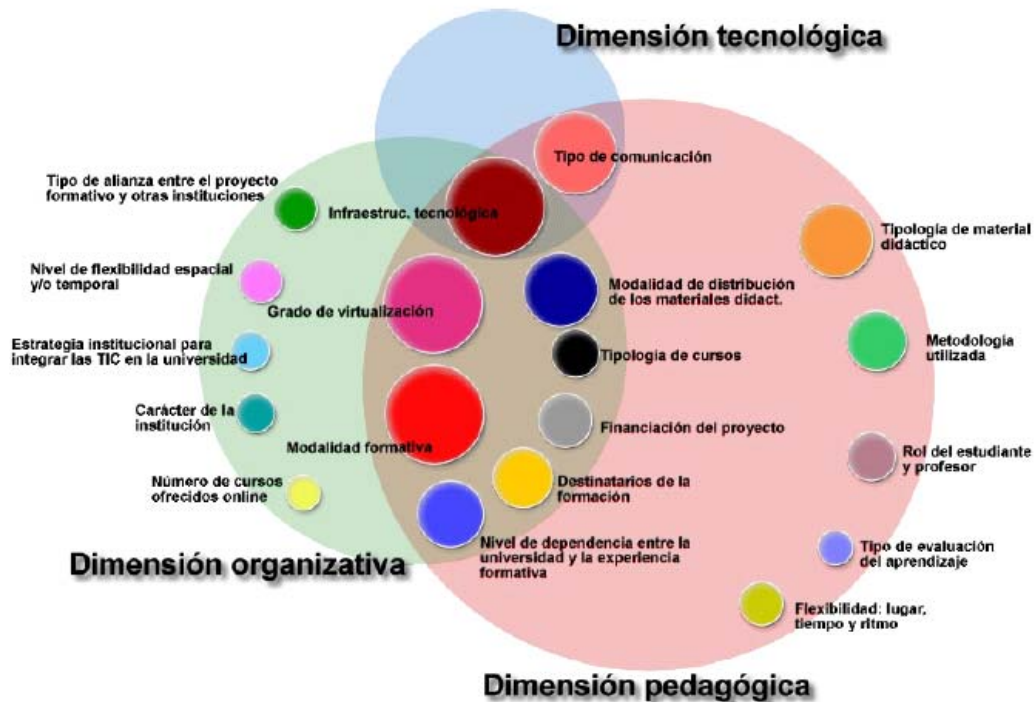 Dimensión tecnológica
Tipo de comunicación
Tipo de alianza entre el proyecto
formativo y otras instituciones
Infraestruc. tecnológica
Tipología de material
didáctico
Nivel de flexibilidad espacial
y/o temporal
Grado de virtualización
Modalidad de distribución
de los materiales didact.
Estrategia institucional para
integrar las TIC en la universidad
Tipología de cursos
Metodología
utilizada
Carácter de la
institución
Modalidad formativa
Financiación del proyecto
Rol del estudiante
y profesor
Número de cursos
ofrecidos online
Destinatarios de la
formación
Nivel de dependencia entre la
universidad y la experiencia
formativa
Tipo de evaluación
del aprendizaje
Dimensión organizativa
Flexibilidad: lugar,
tiempo y ritmo
Dimensión pedagógica